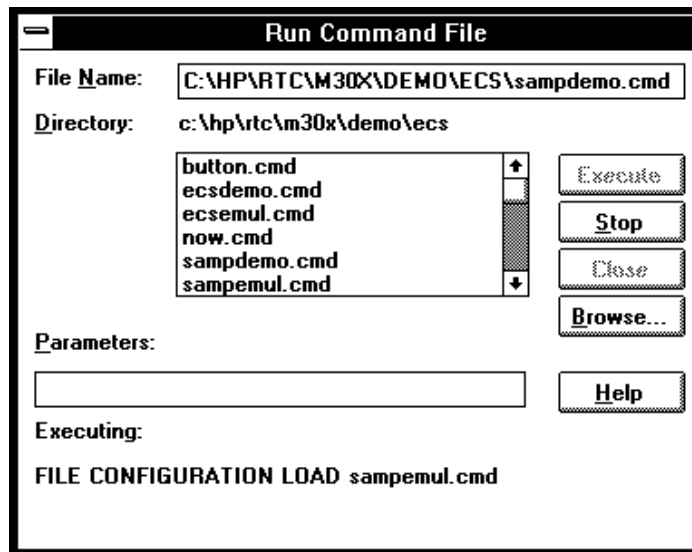 Run Command File
File Name:
C:\HP\RTC\M30X\DEMO\ECS\sampdemo.cmd
Directory:
c:\hp\rtc\m30x\demo\ecs
button.cmd
ecsdemo.cmd
ecsemul.cmd
now.cmd
sampdemo.cmd
sampemul.cmd
Execute
Stop
Close
Browse...
Parameters:
Help
Executing:
FILE CONFIGURATION LOAD sampemul.cmd